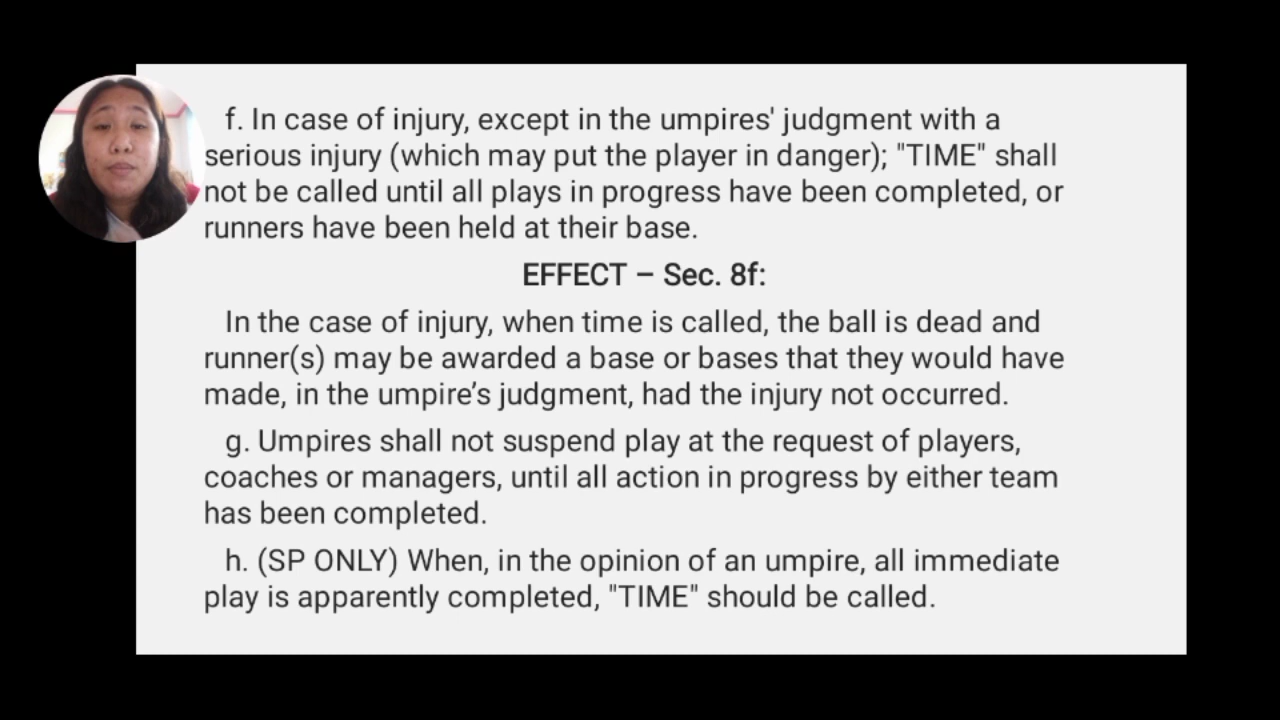 f. In case of injury, except in the umpires' judgment with a
serious injury (which may put the player in danger); "TIME" shall
not be called until all plays in progress have been completed, or
runners have been held at their base.
EFFECT – Sec. 8f:
In the case of injury, when time is called, the ball is dead and
runner(s) may be awarded a base or bases that they would have
made, in the umpire’s judgment, had the injury not occurred.
g. Umpires shall not suspend play at the request of players,
coaches or managers, until all action in progress by either team
has been completed.
h. (SP ONLY) When, in the opinion of an umpire, all immediate
play is apparently completed, "TIME" should be called.